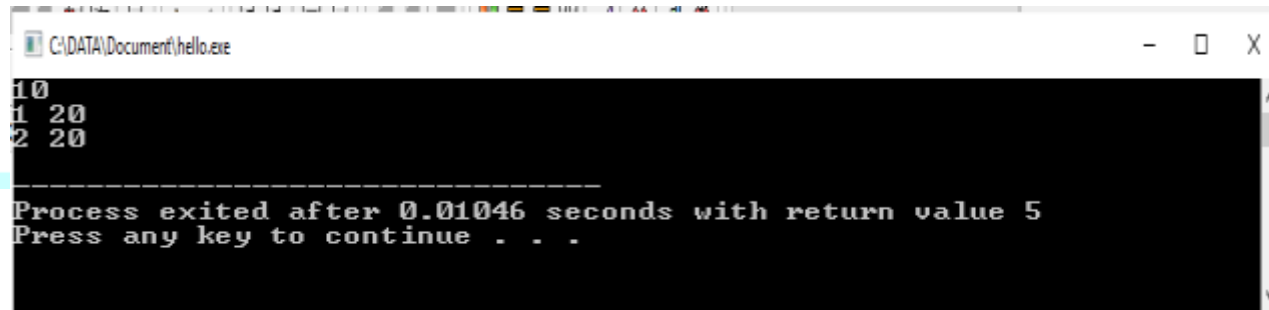 C:\DATA\Document\hello.exe
10
1 20
2 20
--------------------------------
Process exited after 0.01046 seconds with return value 5
Press any key to continue . . .